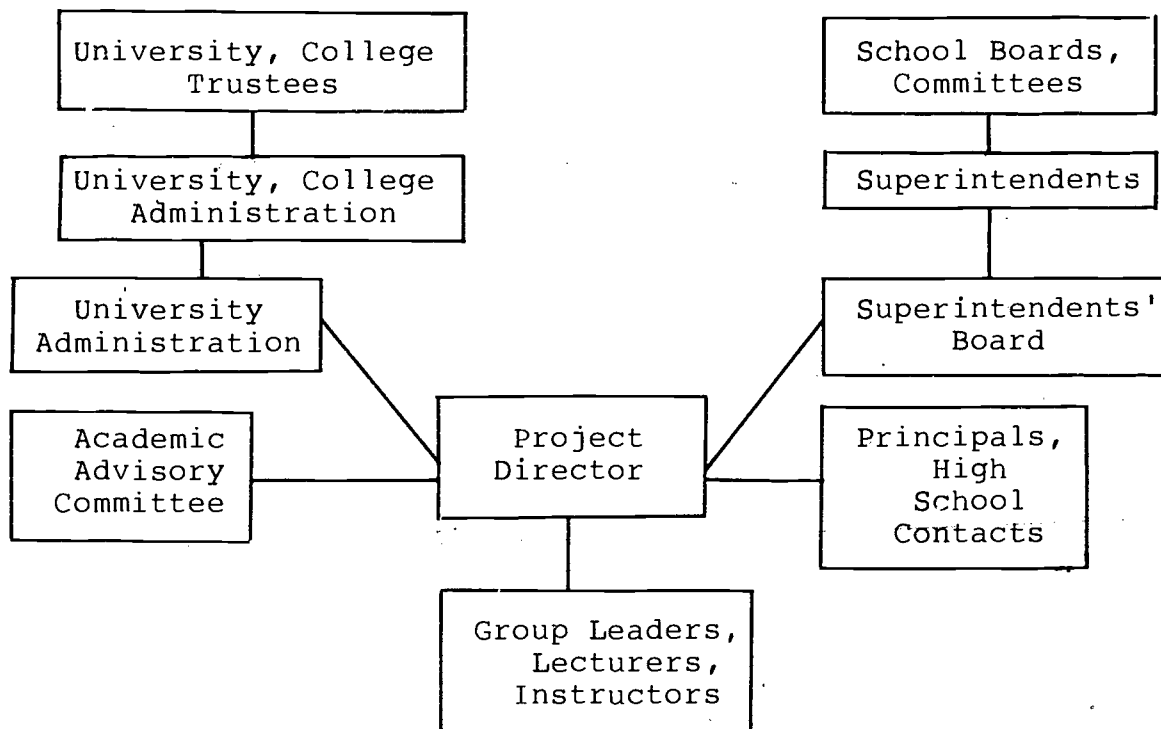 University, College
Trustees
School Boards,
Committees
University, College
Administration
Superintendents
University
Administration
Superintendents'
Board
Academic
Advisory
Committee
Project
Director
Principals,
High
School
Contacts
Group Leaders,
Lecturers,
Instructors